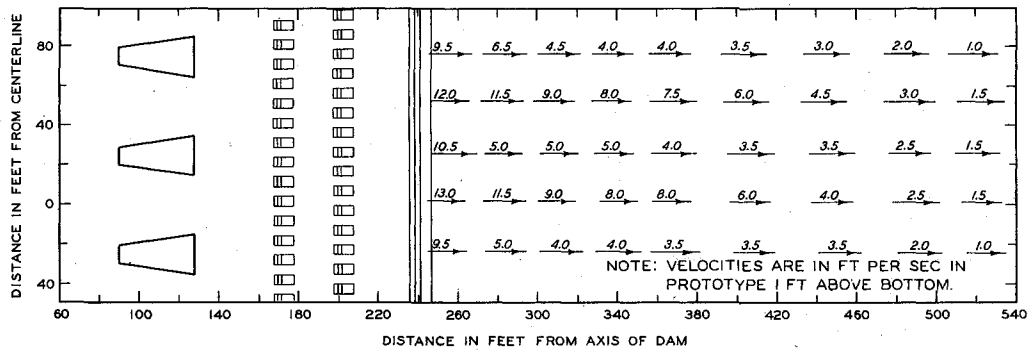 DISTANCE IN FEET FROM CENTERLINE
80
40
0
40
9.5 6.5 4.5 4.0 4.0 3.5 3.0 2.0 1.0
12.0 11.5 9.0 8.0 7.5 6.0 4.5 3.0 1.5
10.5 5.0 5.0 5.0 4.0 3.5 3.5 2.5 1.5
13.0 11.5 9.0 8.0 8.0 6.0 4.0 2.5 1.5
9.5 5.0 4.0 4.0 3.5 3.5 3.5 2.0 1.0
NOTE: VELOCITIES ARE IN FT PER SEC IN
PROTOTYPE 1 FT ABOVE BOTTOM.
60 100 140 180 220 260 300 340 380 420 460 500 540
DISTANCE IN FEET FROM AXIS OF DAM